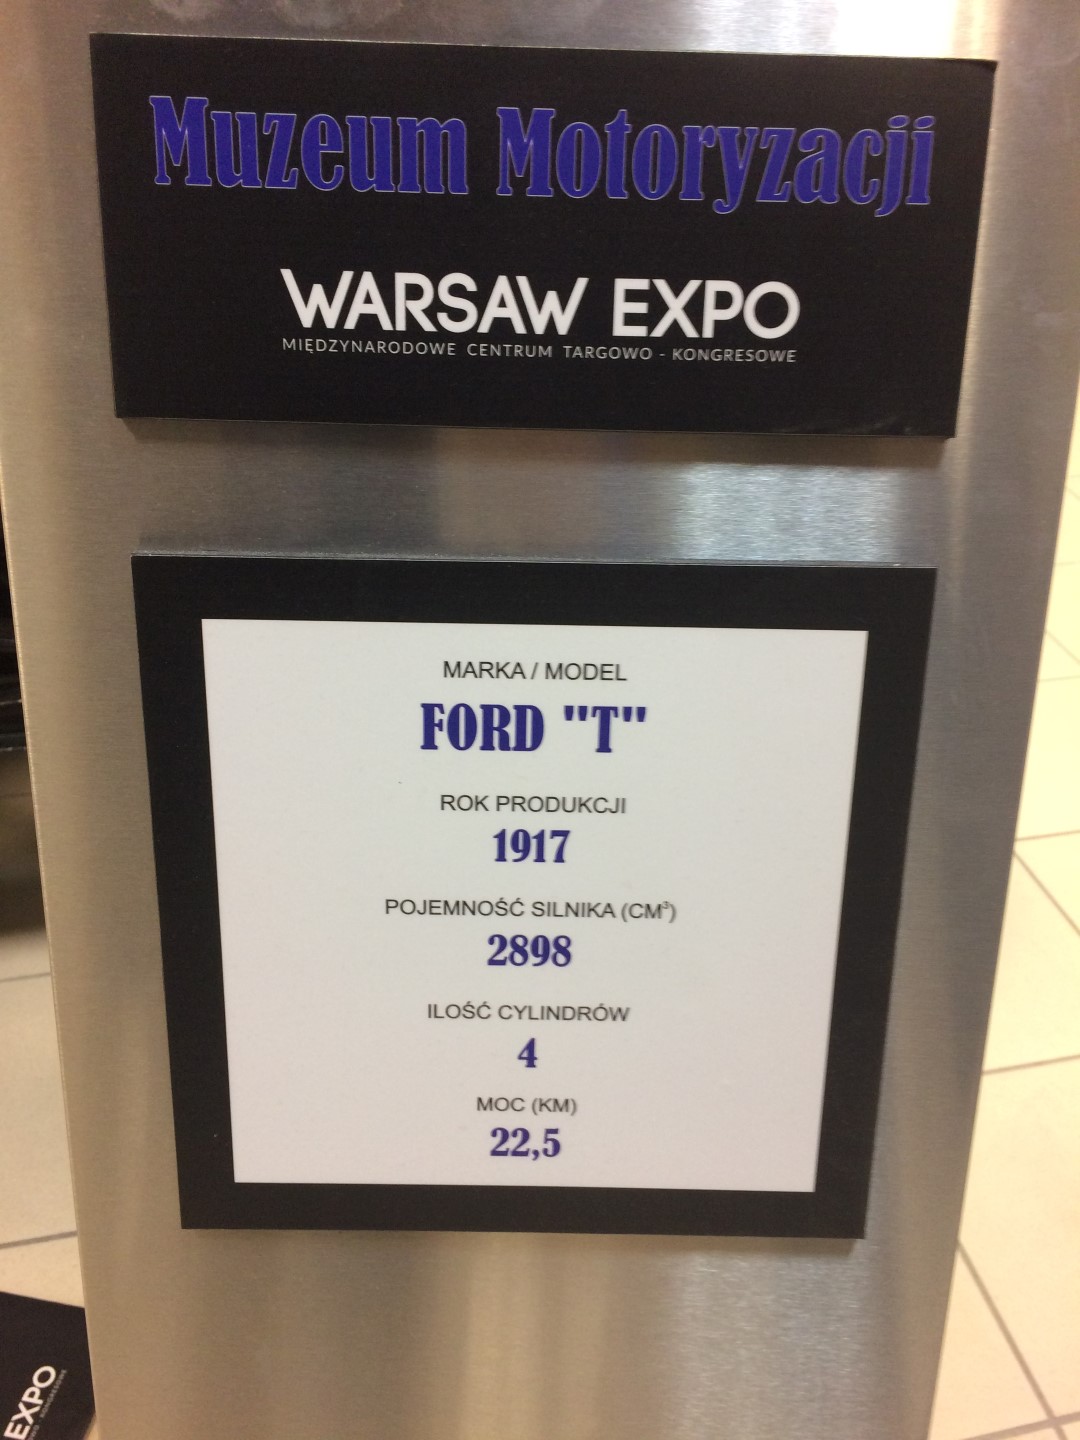 Muzeum Motoryzacji
WARSAW EXPO
MIĘDZYNARODOWE CENTRUM TARGOWO - KONGRESOWE
MARKA / MODEL
FORD "T"
ROK PRODUKCJI
1917
POJEMNOŚĆ SILNIKA (CM³)
2898
ILOŚĆ CYLINDRÓW
4
MOC (KM)
22,5
EXPO
KONGRESOWE